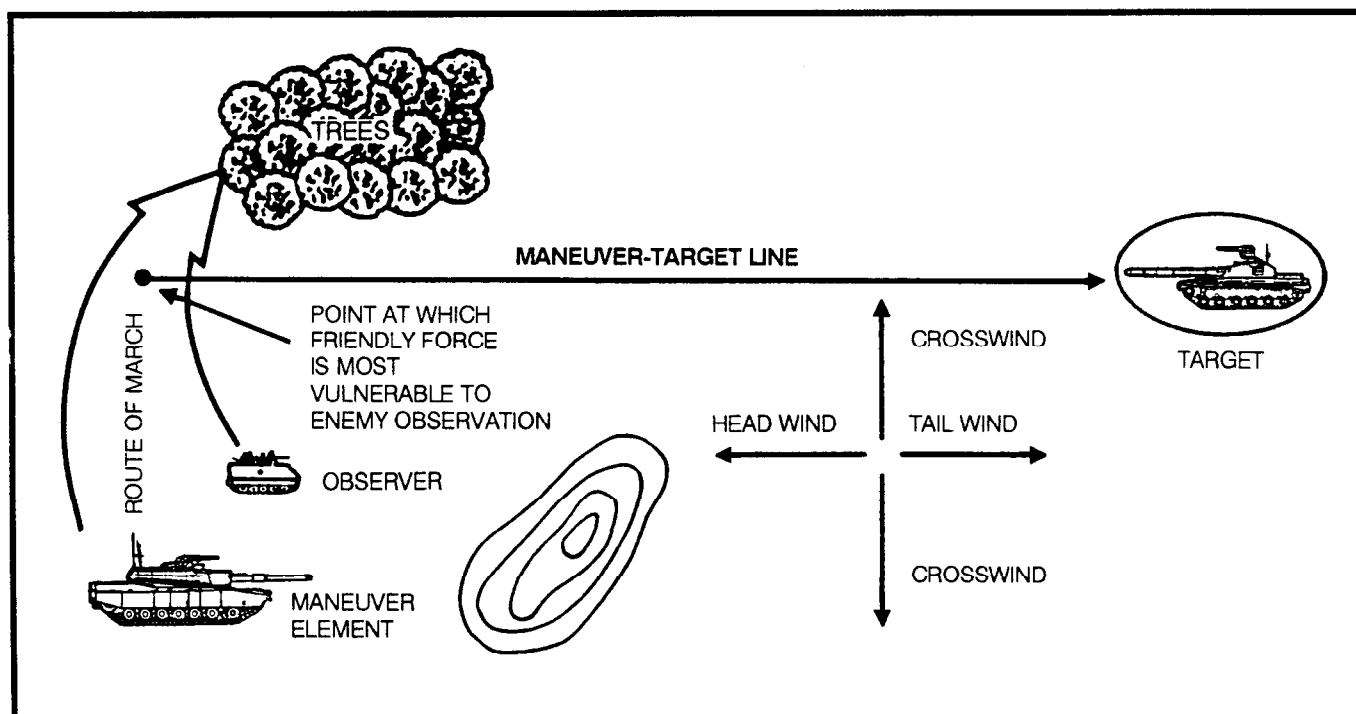 TREES
MANEUVER-TARGET LINE
POINT AT WHICH
FRIENDLY FORCE
IS MOST
VULNERABLE TO
ENEMY OBSERVATION
ROUTE OF MARCH
CROSSWIND
TARGET
HEAD WIND
TAIL WIND
OBSERVER
CROSSWIND
MANEUVER
ELEMENT